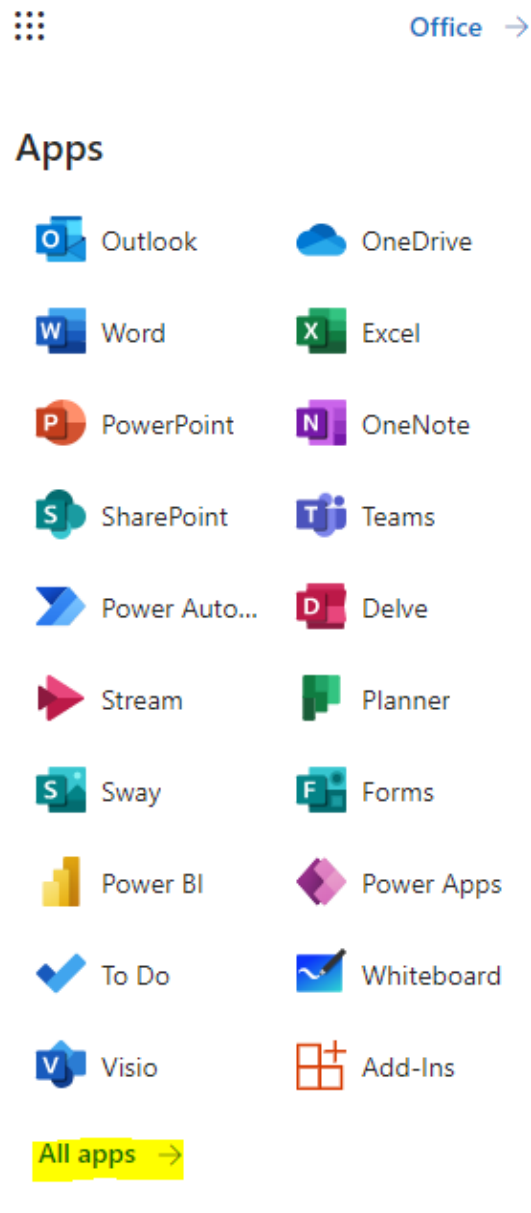 Office →
Apps
Outlook OneDrive
Word Excel
PowerPoint OneNote
SharePoint Teams
Power Auto... Delve
Stream Planner
Sway Forms
Power BI Power Apps
To Do Whiteboard
Visio Add-Ins
All apps →